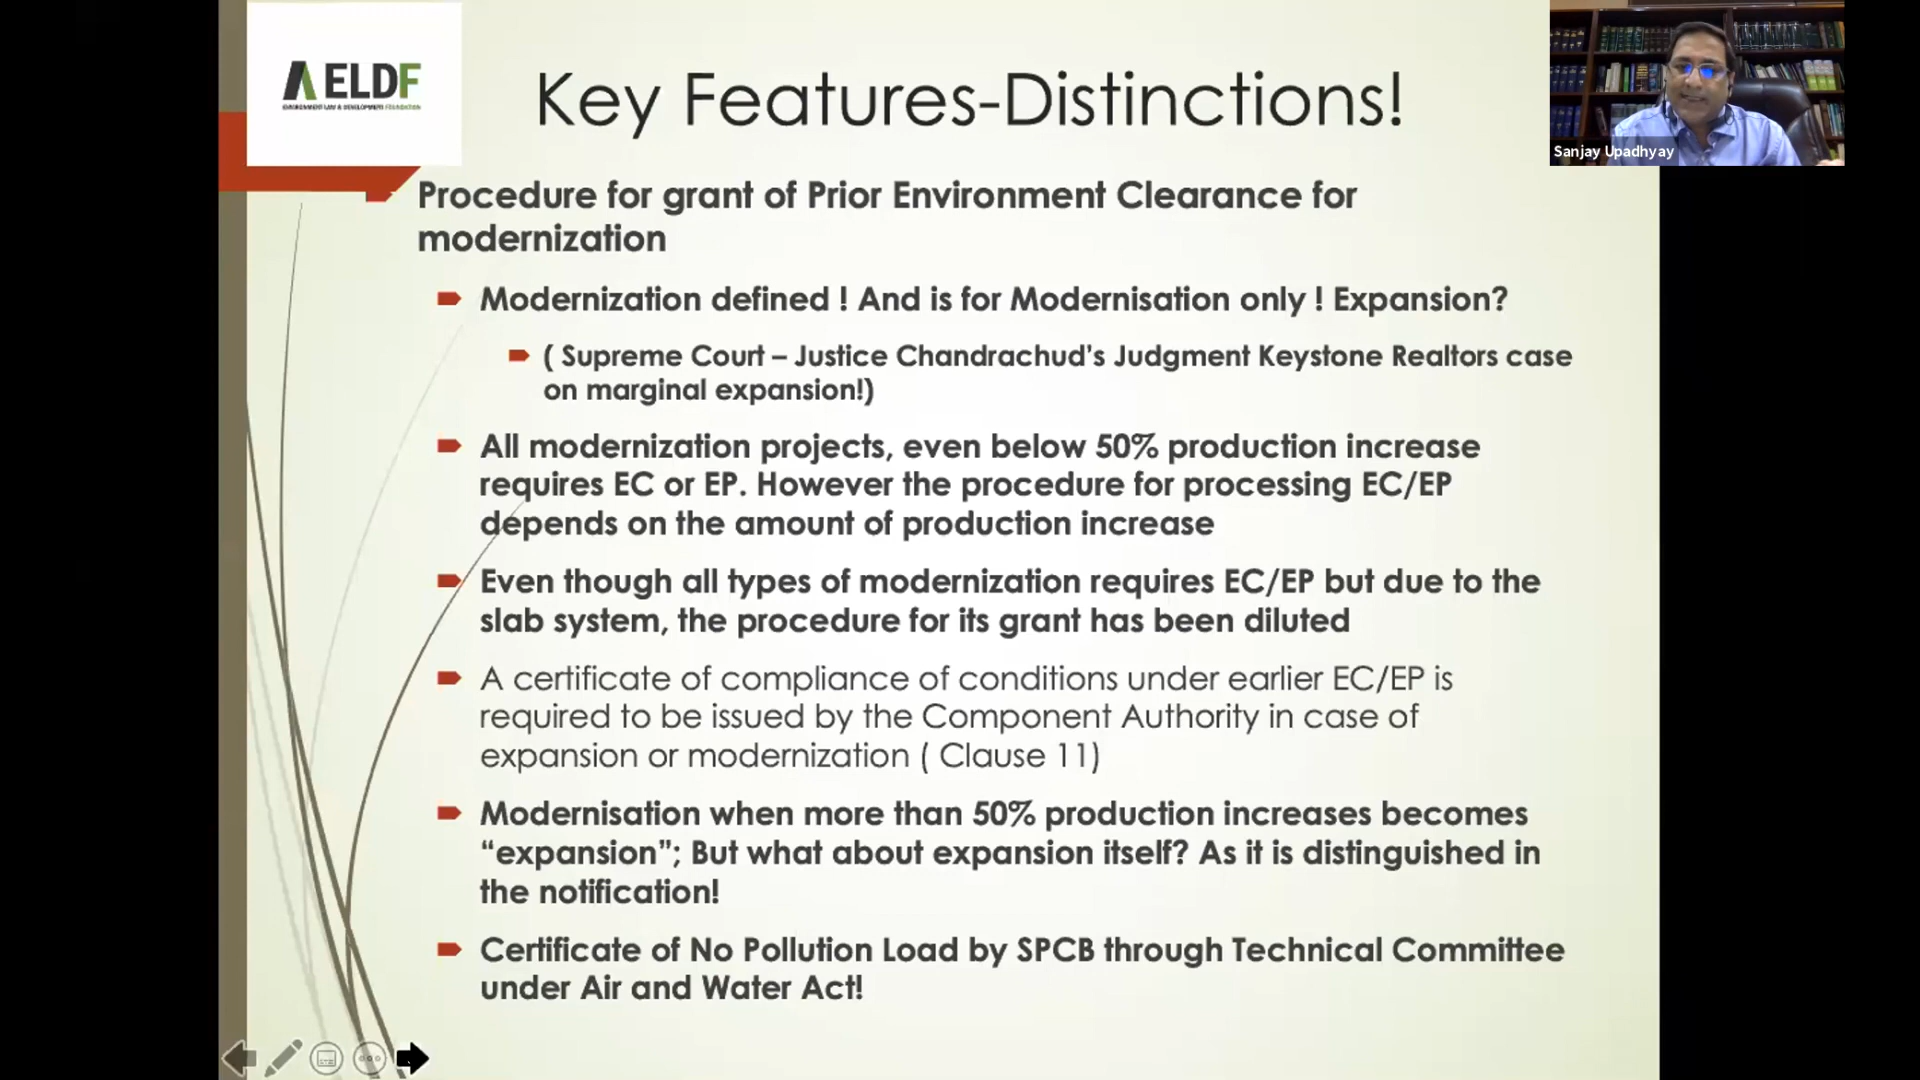 AELDF
ENVIRONMENT LAW & DEVELOPMENT FOUNDATION
Key Features-Distinctions!
Sanjay Upadhyay
Procedure for grant of Prior Environment Clearance for
modernization
Modernization defined ! And is for Modernisation only ! Expansion?
( Supreme Court – Justice Chandrachud’s Judgment Keystone Realtors case
on marginal expansion!)
All modernization projects, even below 50% production increase
requires EC or EP. However the procedure for processing EC/EP
depends on the amount of production increase
Even though all types of modernization requires EC/EP but due to the
slab system, the procedure for its grant has been diluted
A certificate of compliance of conditions under earlier EC/EP is
required to be issued by the Component Authority in case of
expansion or modernization ( Clause 11)
Modernisation when more than 50% production increases becomes
“expansion”; But what about expansion itself? As it is distinguished in
the notification!
Certificate of No Pollution Load by SPCB through Technical Committee
under Air and Water Act!